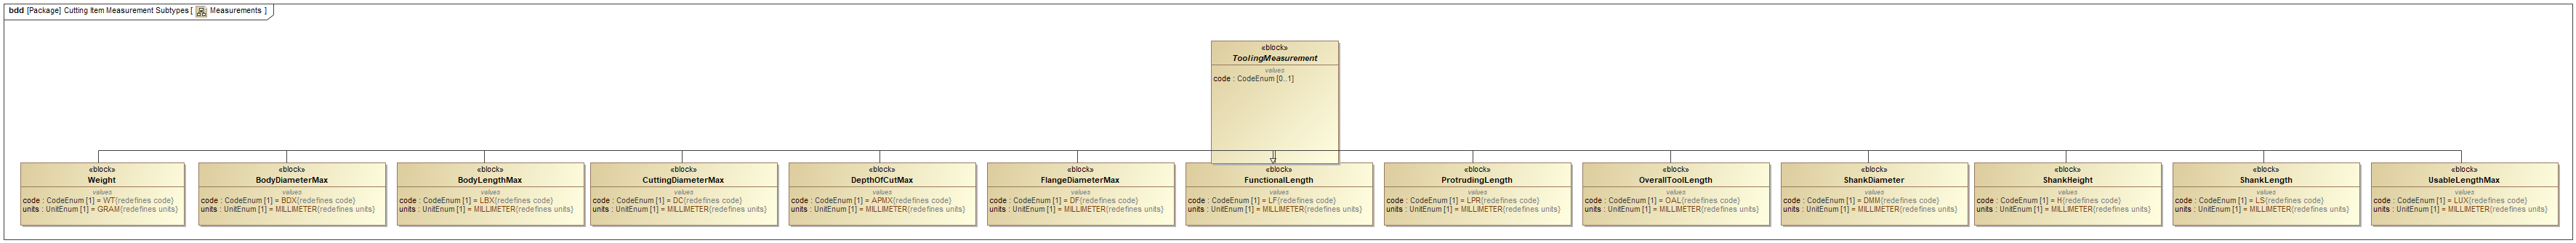 bdd [Package] Cutting Item Measurement Subtypes [ Measurements ]
«block»
ToolingMeasurement
values
code : CodeEnum [0..1]
«block»
Weight
values
code : CodeEnum [1] = WT{redefines code}
units : UnitEnum [1] = GRAM{redefines units}
«block»
BodyDiameterMax
values
code : CodeEnum [1] = BDX{redefines code}
units : UnitEnum [1] = MILLIMETER{redefines units}
«block»
BodyLengthMax
values
code : CodeEnum [1] = LBX{redefines code}
units : UnitEnum [1] = MILLIMETER{redefines units}
«block»
CuttingDiameterMax
values
code : CodeEnum [1] = DC{redefines code}
units : UnitEnum [1] = MILLIMETER{redefines units}
«block»
DepthOfCutMax
values
code : CodeEnum [1] = APMX{redefines code}
units : UnitEnum [1] = MILLIMETER{redefines units}
«block»
FlangeDiameterMax
values
code : CodeEnum [1] = DF{redefines code}
units : UnitEnum [1] = MILLIMETER{redefines units}
«block»
FunctionalLength
values
code : CodeEnum [1] = LF{redefines code}
units : UnitEnum [1] = MILLIMETER{redefines units}
«block»
ProtrudingLength
values
code : CodeEnum [1] = LPR{redefines code}
units : UnitEnum [1] = MILLIMETER{redefines units}
«block»
OverallToolLength
values
code : CodeEnum [1] = OAL{redefines code}
units : UnitEnum [1] = MILLIMETER{redefines units}
«block»
ShankDiameter
values
code : CodeEnum [1] = DMM{redefines code}
units : UnitEnum [1] = MILLIMETER{redefines units}
«block»
ShankHeight
values
code : CodeEnum [1] = H{redefines code}
units : UnitEnum [1] = MILLIMETER{redefines units}
«block»
ShankLength
values
code : CodeEnum [1] = LS{redefines code}
units : UnitEnum [1] = MILLIMETER{redefines units}
«block»
UsableLengthMax
values
code : CodeEnum [1] = LUX{redefines code}
units : UnitEnum [1] = MILLIMETER{redefines units}